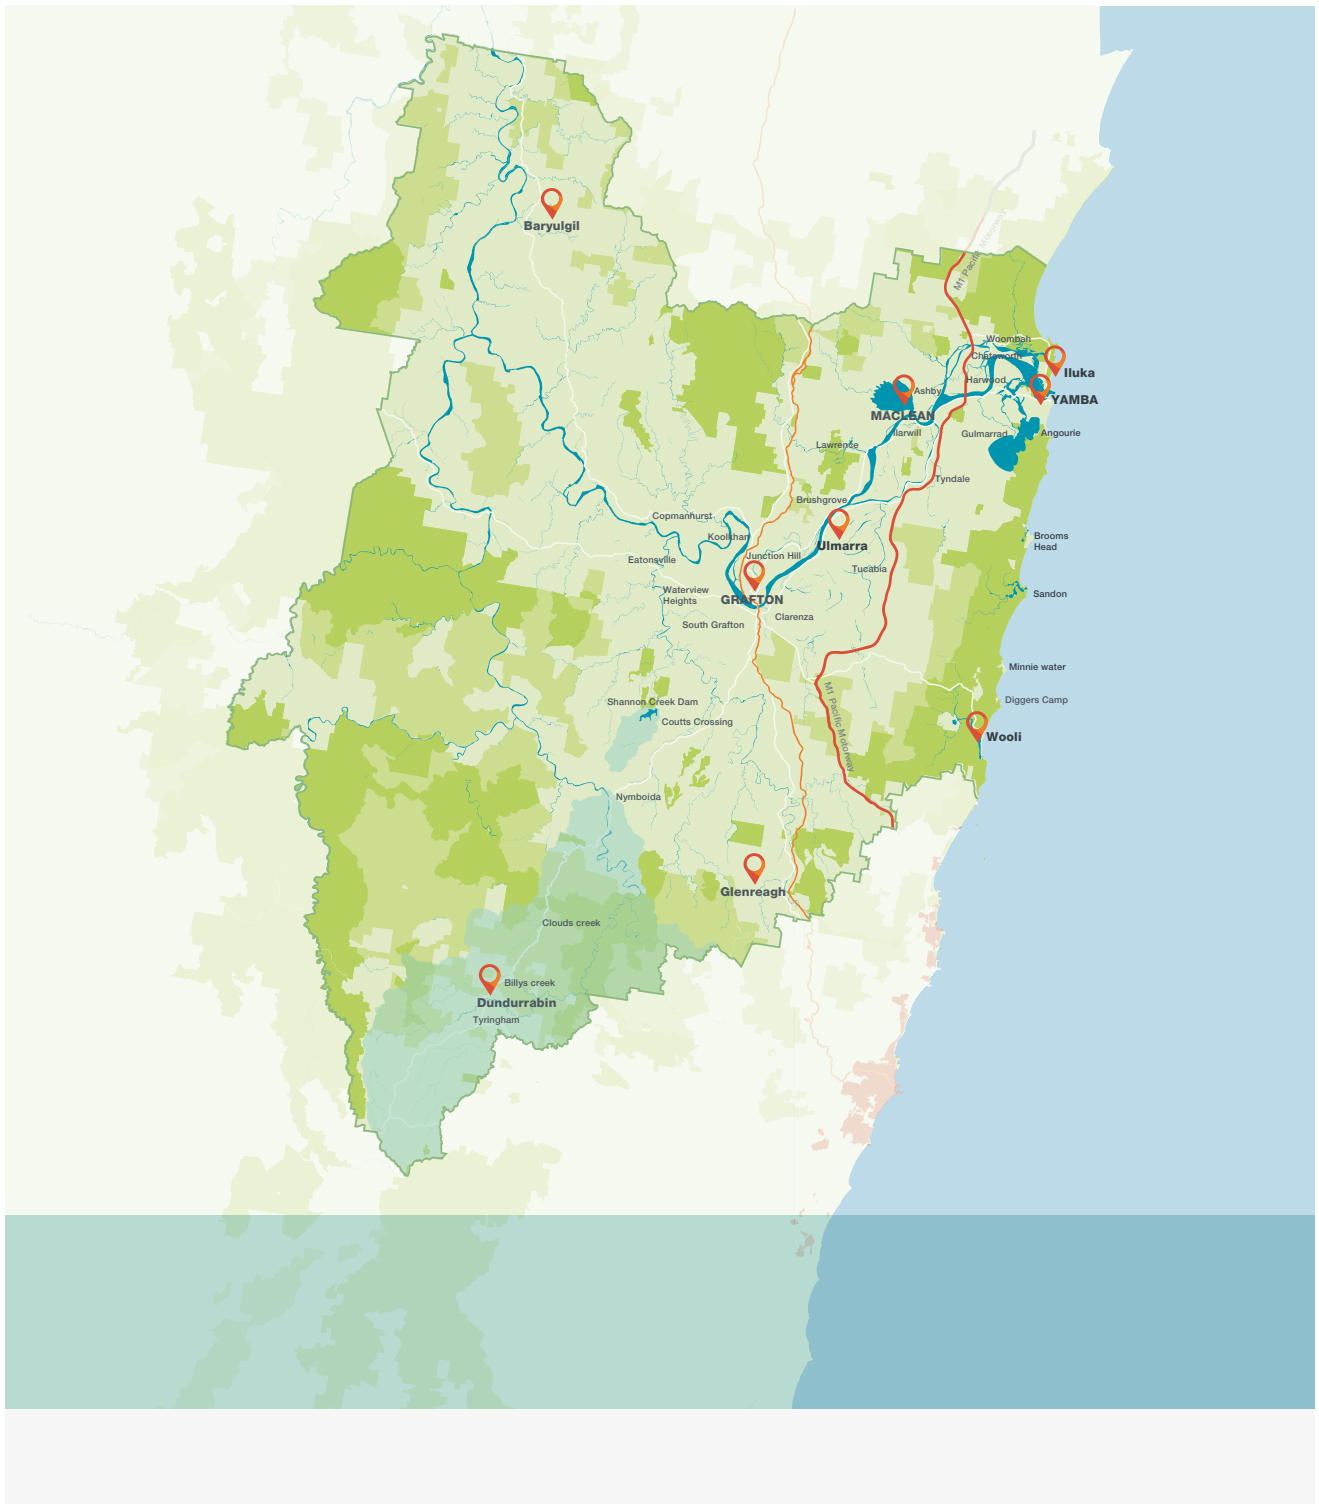 Baryulgil
M1 Pacific Motorway
Woombah
Chatsworth
Iluka
Harwood
Ashby
YAMBA
MACLEAN
Ilarwill
Gulmarrad
Angourie
Lawrence
Tyndale
Brushgrove
Copmanhurst
Koolkhan
Ulmarra
Brooms
Head
Junction Hill
Eatonsville
Tucabia
Waterview
Heights
GRAFTON
Sandon
South Grafton
Clarenza
Minnie water
Shannon Creek Dam
Diggers Camp
Coutts Crossing
M1 Pacific Motorway
Wooli
Nymboida
Glenreagh
Clouds creek
Billys creek
Dundurrabin
Tyringham